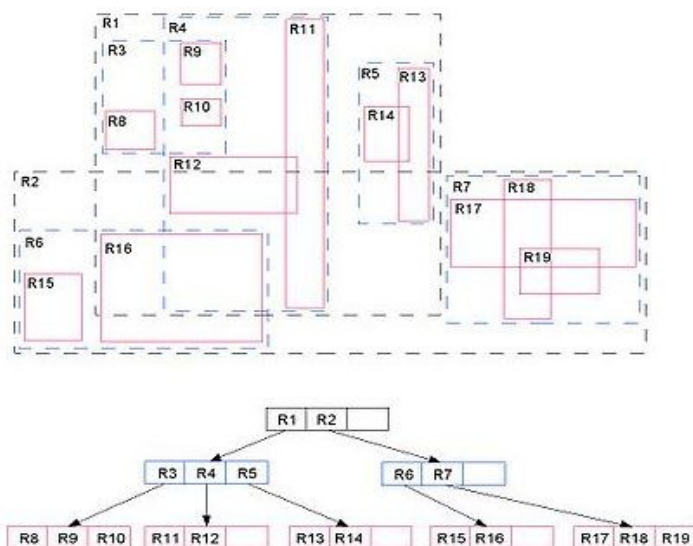 R1 R4 R11
R3 R9 R5 R13
R10 R14
R8
R12
R2 R7 R18
R17
R6 R16
R19
R15
R1 R2
R3 R4 R5 R6 R7
R8 R9 R10 R11 R12 R13 R14 R15 R16 R17 R18 R19